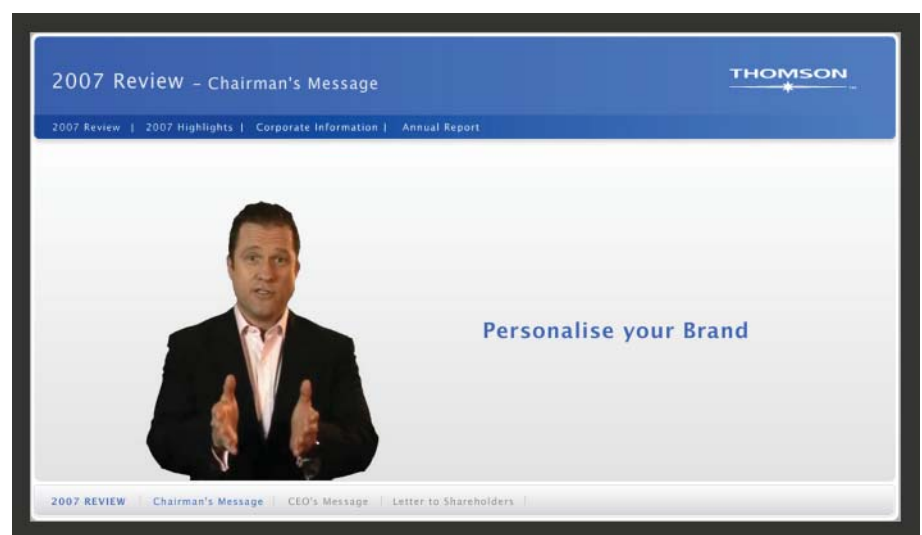 2007 Review – Chairman's Message
THOMSON
2007 Review | 2007 Highlights | Corporate Information | Annual Report
Personalise your Brand
2007 REVIEW | Chairman's Message | CEO's Message | Letter to Shareholders |